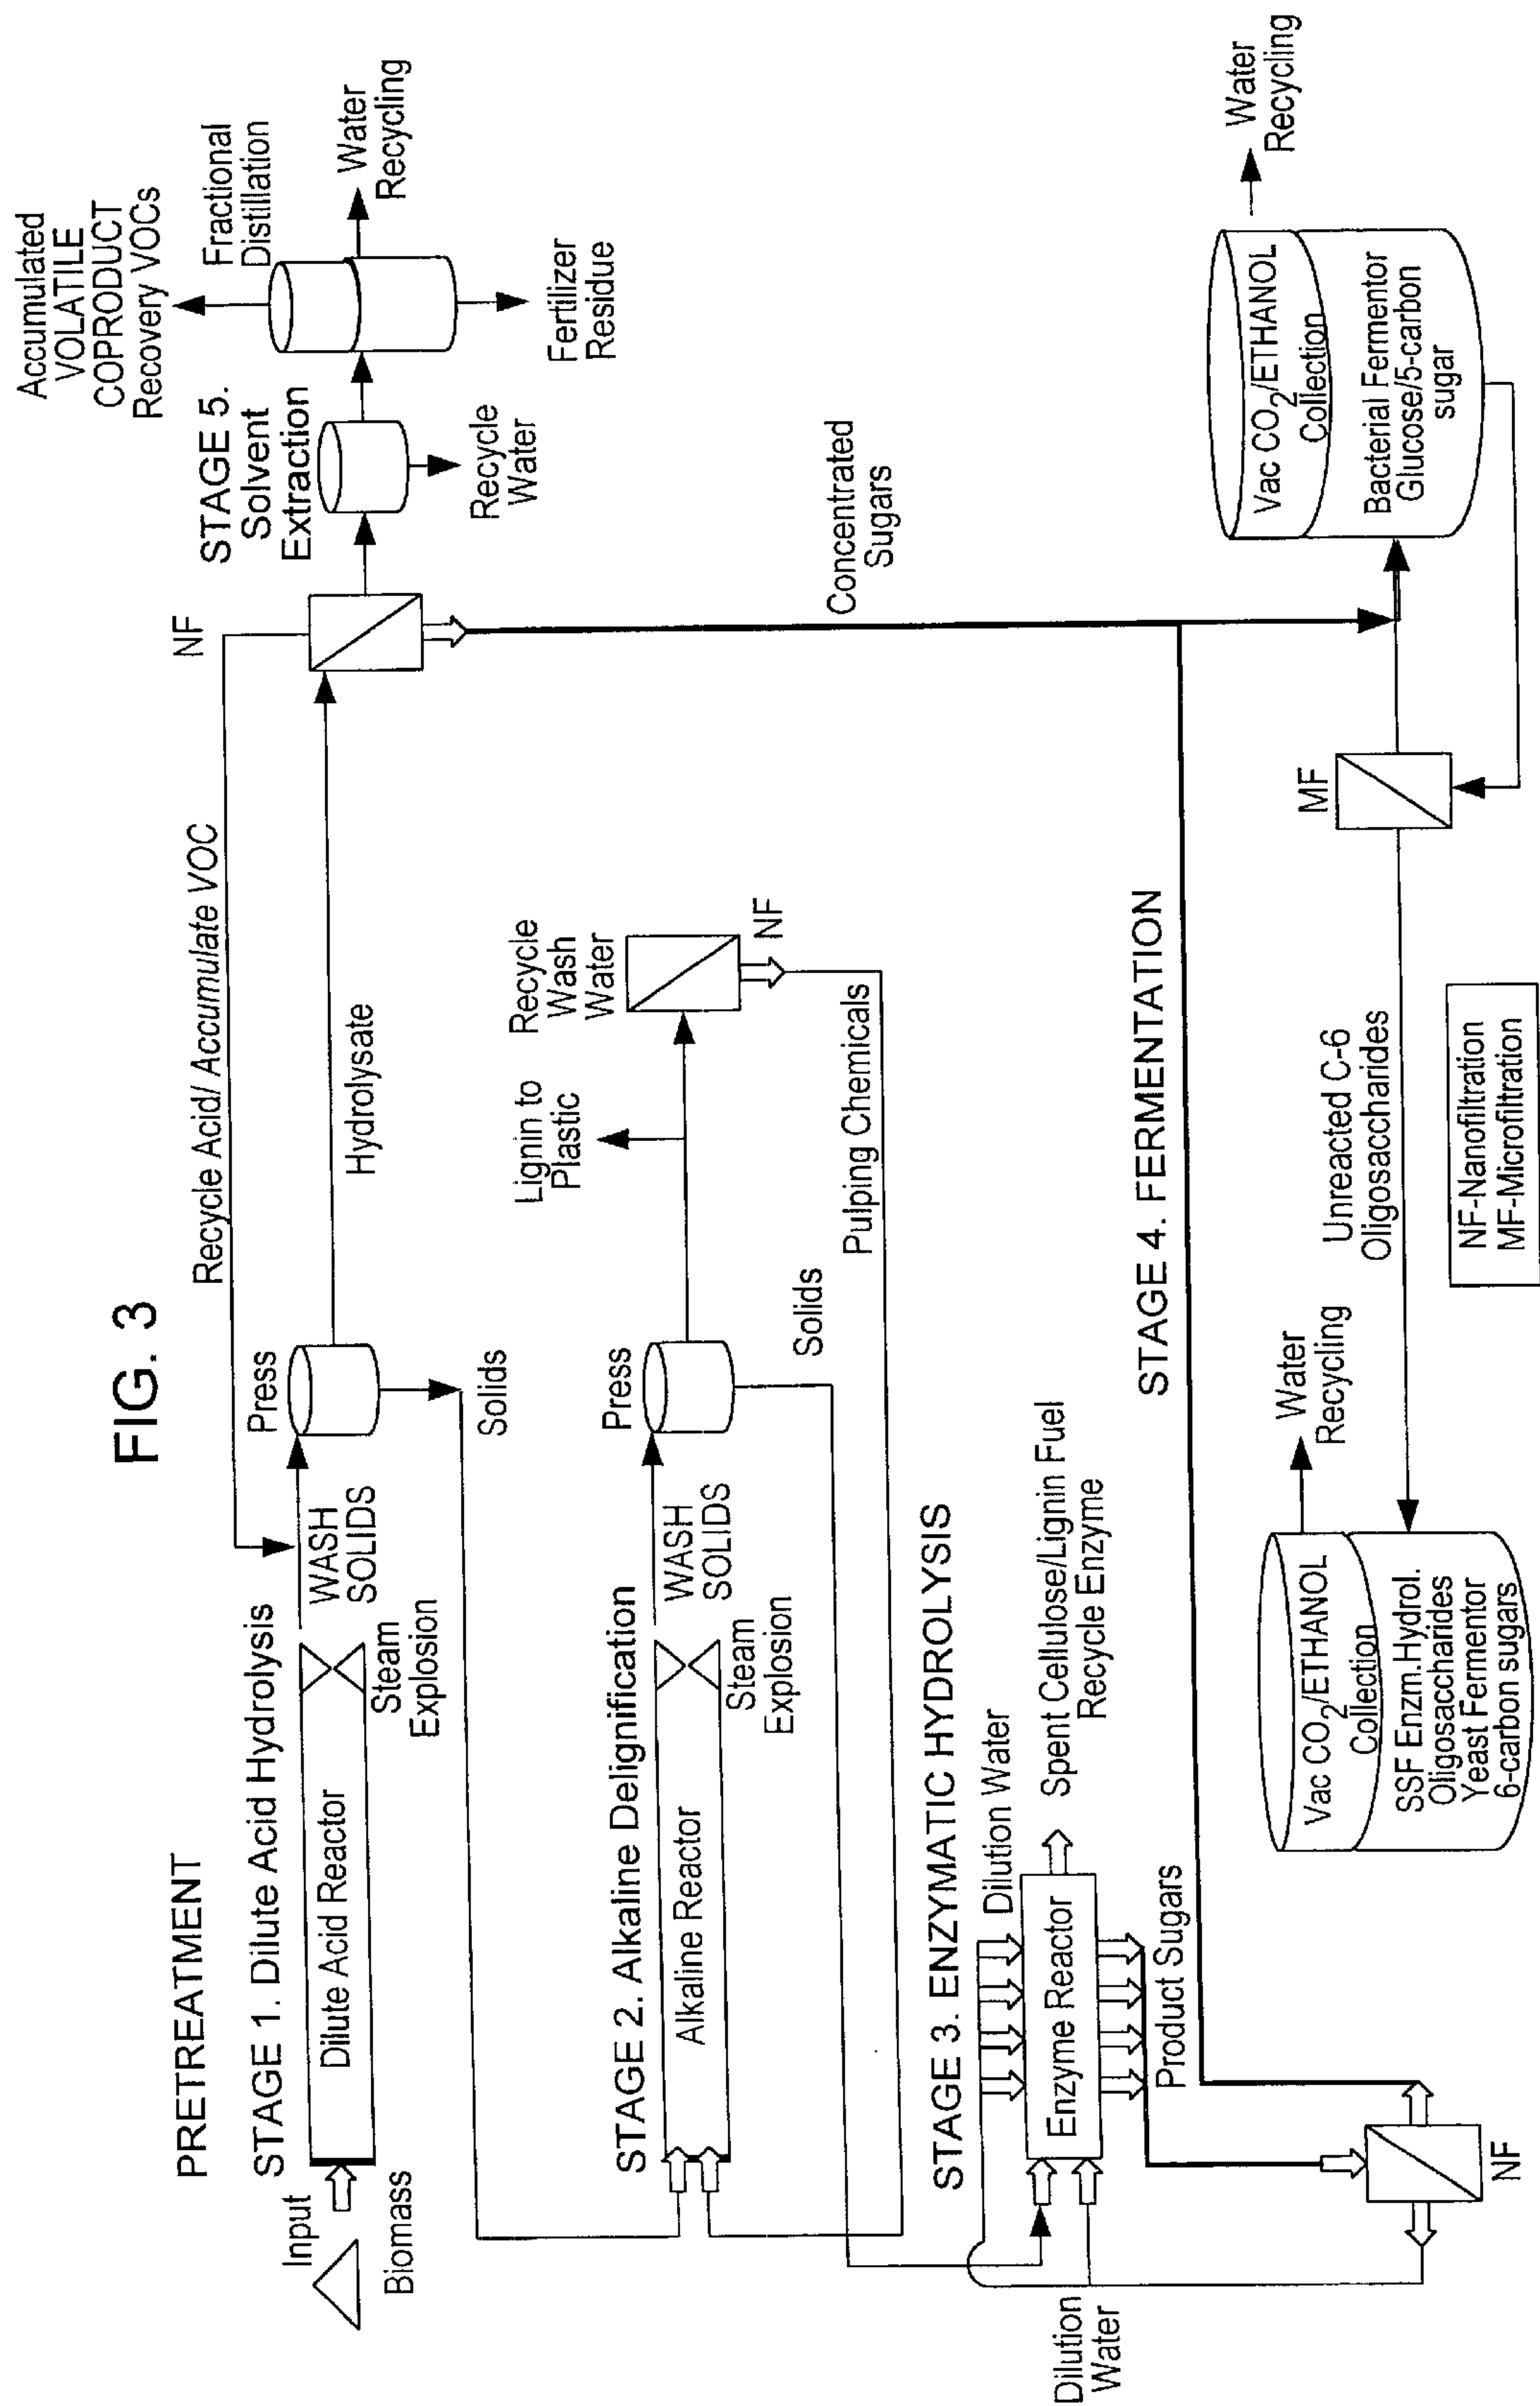 FIG. 3
PRETREATMENT
STAGE 1. Dilute Acid Hydrolysis
Input
Biomass
Dilute Acid Reactor
Steam
Explosion
WASH
SOLIDS
Press
Solids
Recycle Acid/ Accumulate VOC
Hydrolysate
NF
STAGE 5.
Solvent
Extraction
Recycle
Water
Accumulated
VOLATILE
COPRODUCT
Recovery VOCs
Fractional
Distillation
Water
Recycling
Fertilizer
Residue
STAGE 2. Alkaline Delignification
Alkaline Reactor
Steam
Explosion
WASH
SOLIDS
Press
Solids
Lignin to
Plastic
Recycle
Wash
Water
NF
Pulping Chemicals
Concentrated
Sugars
STAGE 3. ENZYMATIC HYDROLYSIS
Dilution Water
Enzyme Reactor
Spent Cellulose/Lignin Fuel
Recycle Enzyme
Dilution
Water
Product Sugars
NF
STAGE 4. FERMENTATION
Vac CO2/ETHANOL
Collection
SSF Enzm.Hydrol.
Oligosaccharides
Yeast Fermentor
6-carbon sugars
Water
Recycling
Unreacted C-6
Oligosaccharides
MF
Vac CO2/ETHANOL
Collection
Bacterial Fermentor
Glucose/5-carbon
sugar
Water
Recycling
NF-Nanofiltration
MF-Microfiltration